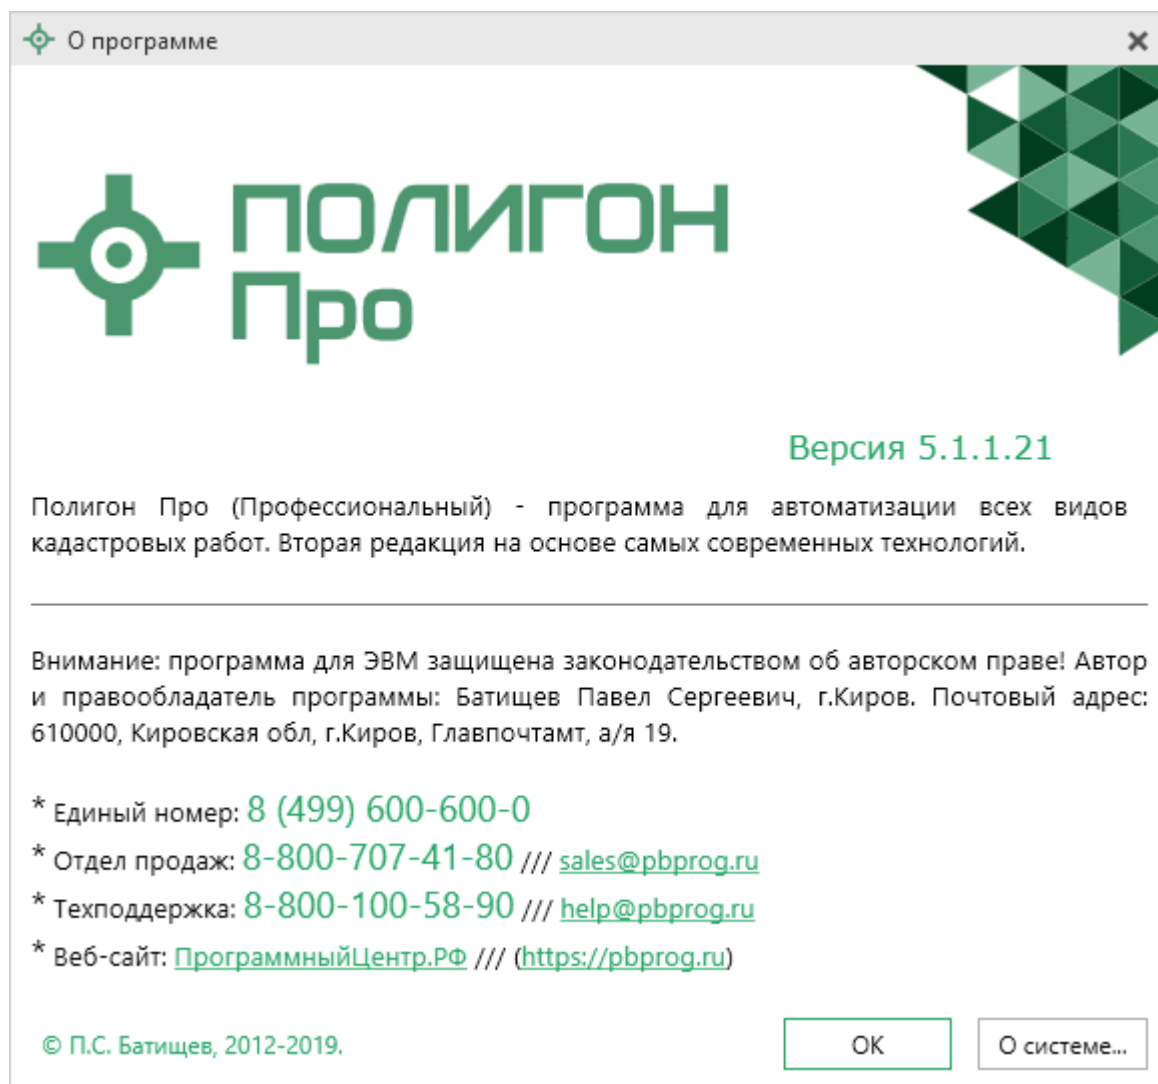 О программе
ПОЛИГОН
Про
Версия 5.1.1.21
Полигон Про (Профессиональный) - программа для автоматизации всех видов
кадастровых работ. Вторая редакция на основе самых современных технологий.
Внимание: программа для ЭВМ защищена законодательством об авторском праве! Автор
и правообладатель программы: Батищев Павел Сергеевич, г.Киров. Почтовый адрес:
610000, Кировская обл, г.Киров, Главпочтамт, а/я 19.
* Единый номер: 8 (499) 600-600-0
* Отдел продаж: 8-800-707-41-80 /// sales@pbprog.ru
* Техподдержка: 8-800-100-58-90 /// help@pbprog.ru
* Веб-сайт: ПрограммныйЦентр.РФ /// (https://pbprog.ru)
© П.С. Батищев, 2012-2019.
ОК
О системе...